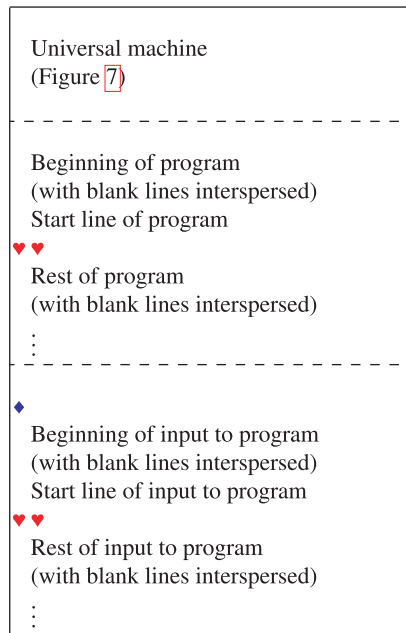 Universal machine
(Figure 7)
Beginning of program
(with blank lines interspersed)
Start line of program
♥ ♥
Rest of program
(with blank lines interspersed)
⋮
♦
Beginning of input to program
(with blank lines interspersed)
Start line of input to program
♥ ♥
Rest of input to program
(with blank lines interspersed)
⋮